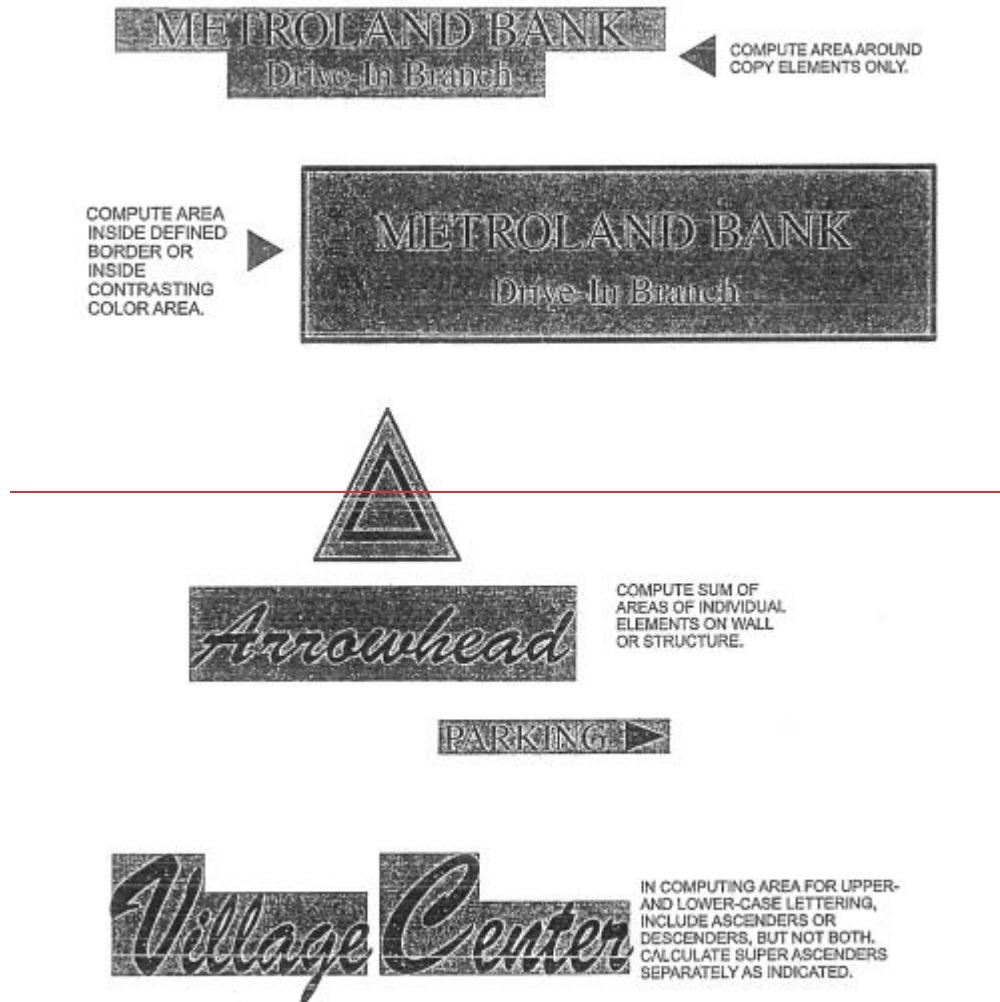 METROLAND BANK
Drive-In Branch
COMPUTE AREA AROUND
COPY ELEMENTS ONLY.
COMPUTE AREA
INSIDE DEFINED
BORDER OR
INSIDE
CONTRASTING
COLOR AREA.
METROLAND BANK
Drive-In Branch
COMPUTE SUM OF
AREAS OF INDIVIDUAL
ELEMENTS ON WALL
OR STRUCTURE.
Arrowhead
PARKING
Village Center
IN COMPUTING AREA FOR UPPER-
AND LOWER-CASE LETTERING,
INCLUDE ASCENDERS OR
DESCENDERS, BUT NOT BOTH.
CALCULATE SUPER ASCENDERS
SEPARATELY AS INDICATED.